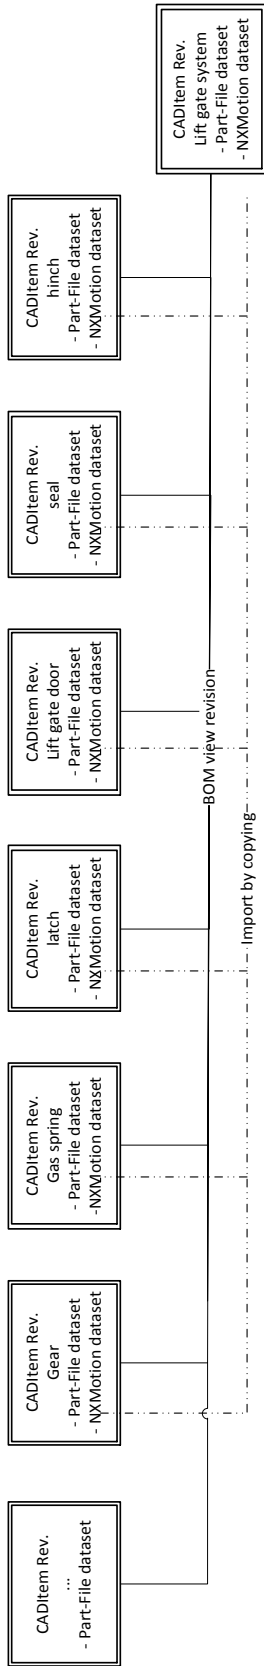 CADItem Rev.
Lift gate system
- Part-File dataset
- NXMotion dataset
CADItem Rev.
hinch
- Part-File dataset
- NXMotion dataset
CADItem Rev.
seal
- Part-File dataset
- NXMotion dataset
CADItem Rev.
Lift gate door
- Part-File dataset
- NXMotion dataset
CADItem Rev.
latch
- Part-File dataset
- NXMotion dataset
CADItem Rev.
Gas spring
- Part-File dataset
-NXMotion dataset
CADItem Rev.
Gear
- Part-File dataset
- NXMotion dataset
CADItem Rev.
...
- Part-File dataset
BOM view revision
Import by copying